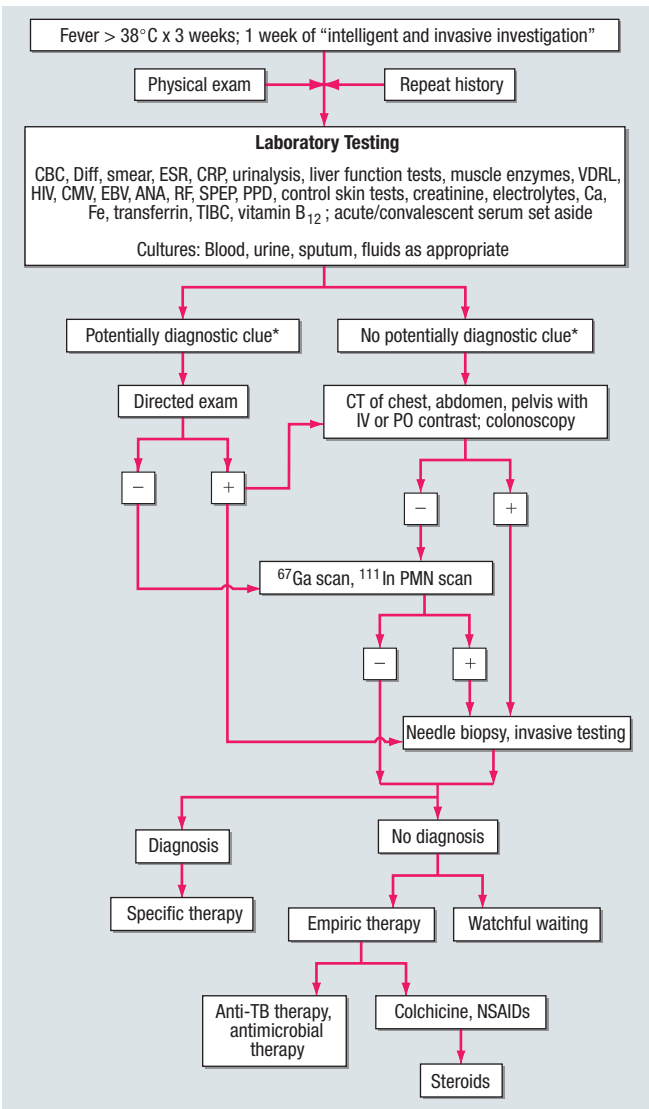 Fever > 38°C x 3 weeks; 1 week of “intelligent and invasive investigation”
Physical exam
Repeat history
Laboratory Testing
CBC, Diff, smear, ESR, CRP, urinalysis, liver function tests, muscle enzymes, VDRL,
HIV, CMV, EBV, ANA, RF, SPEP, PPD, control skin tests, creatinine, electrolytes, Ca,
Fe, transferrin, TIBC, vitamin B12 ; acute/convalescent serum set aside
Cultures: Blood, urine, sputum, fluids as appropriate
Potentially diagnostic clue*
No potentially diagnostic clue*
Directed exam
CT of chest, abdomen, pelvis with
IV or PO contrast; colonoscopy
−
+
−
+
67Ga scan, 111In PMN scan
−
+
Needle biopsy, invasive testing
Diagnosis
No diagnosis
Specific therapy
Empiric therapy
Watchful waiting
Anti-TB therapy,
antimicrobial
therapy
Colchicine, NSAIDs
Steroids